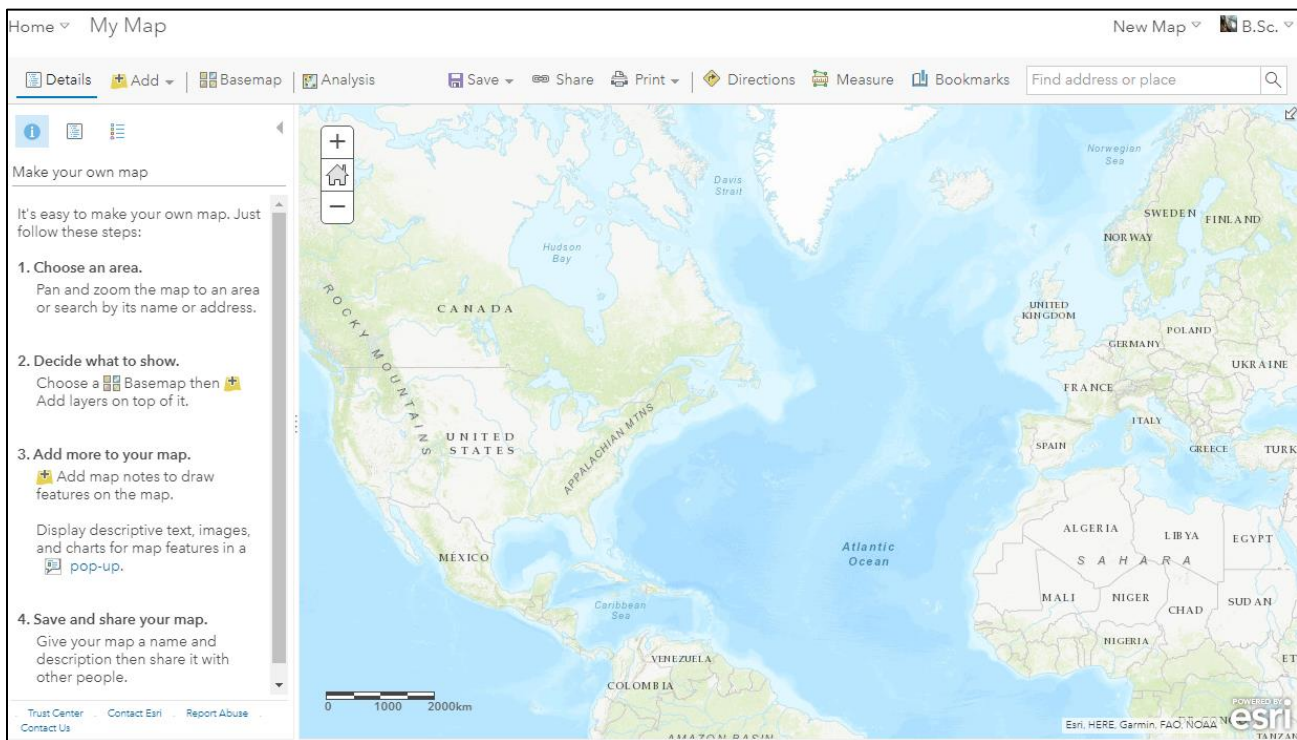 Home My Map New Map B.Sc.
Details Add Basemap Analysis Save Share Print Directions Measure Bookmarks Find address or place
Make your own map
It's easy to make your own map. Just
follow these steps:
1. Choose an area.
Pan and zoom the map to an area
or search by its name or address.
2. Decide what to show.
Choose a Basemap then
Add layers on top of it.
3. Add more to your map.
Add map notes to draw
features on the map.
Display descriptive text, images,
and charts for map features in a
pop-up.
4. Save and share your map.
Give your map a name and
description then share it with
other people.
Trust Center . Contact Esri . Report Abuse .
Contact Us
+
−
Norwegian
Sea
Davis
Strait
SWEDEN
FINLAND
NORWAY
Hudson
Bay
ROCKY MOUNTAINS
CANADA
UNITED
KINGDOM
POLAND
GERMANY
UKRAINE
FRANCE
APPALACHIAN MTNS
UNITED
STATES
ITALY
SPAIN
GREECE
TURK
ALGERIA
LIBYA
EGYPT
Atlantic
Ocean
SAHARA
MEXICO
MALI
NIGER
CHAD
SUDAN
Caribbean
Sea
NIGERIA
ET
VENEZUELA
COLOMBIA
0 1000 2000km
AMAZON BASIN
POWERED BY
esri
Esri, HERE, Garmin, FAO, NOAA
TANZAN